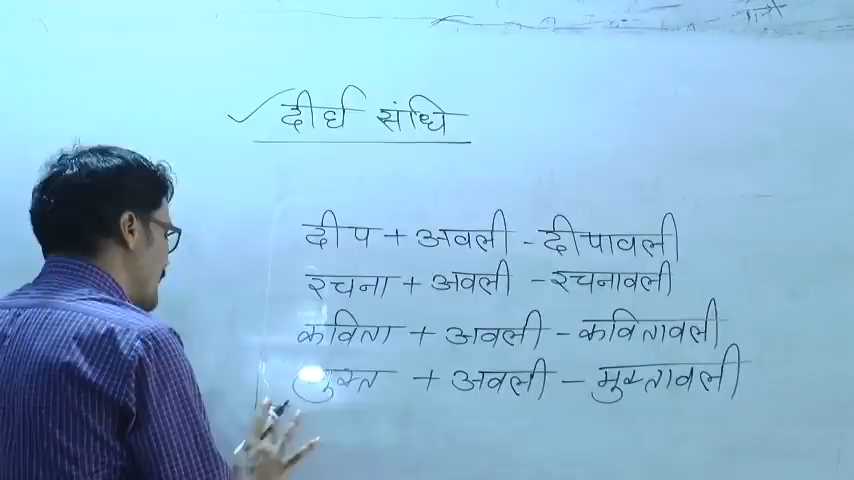 दीर्घ संधि
दीप + अवली - दीपावली
रचना + अवली - रचनावली
कविता + अवली - कवितावली
मुक्त + अवली - मुक्तावली